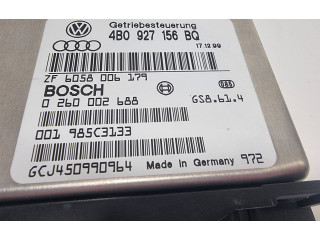 Getriebesteuerung
4B0 927 156 BQ
17.12.99
ZF 6058 006 179
BOSCH
0 260 002 688
GS8.61.4
001 985C3133
GCJ450990964 Made in Germany 972